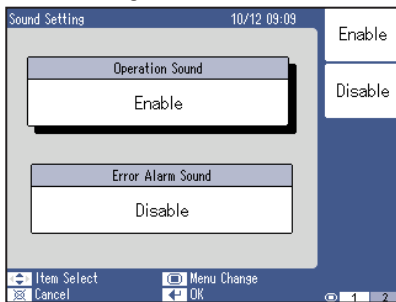 Sound Setting 10/12 09:09
Enable
Disable
Operation Sound
Enable
Error Alarm Sound
Disable
Item Select Menu Change
Cancel OK
1 2